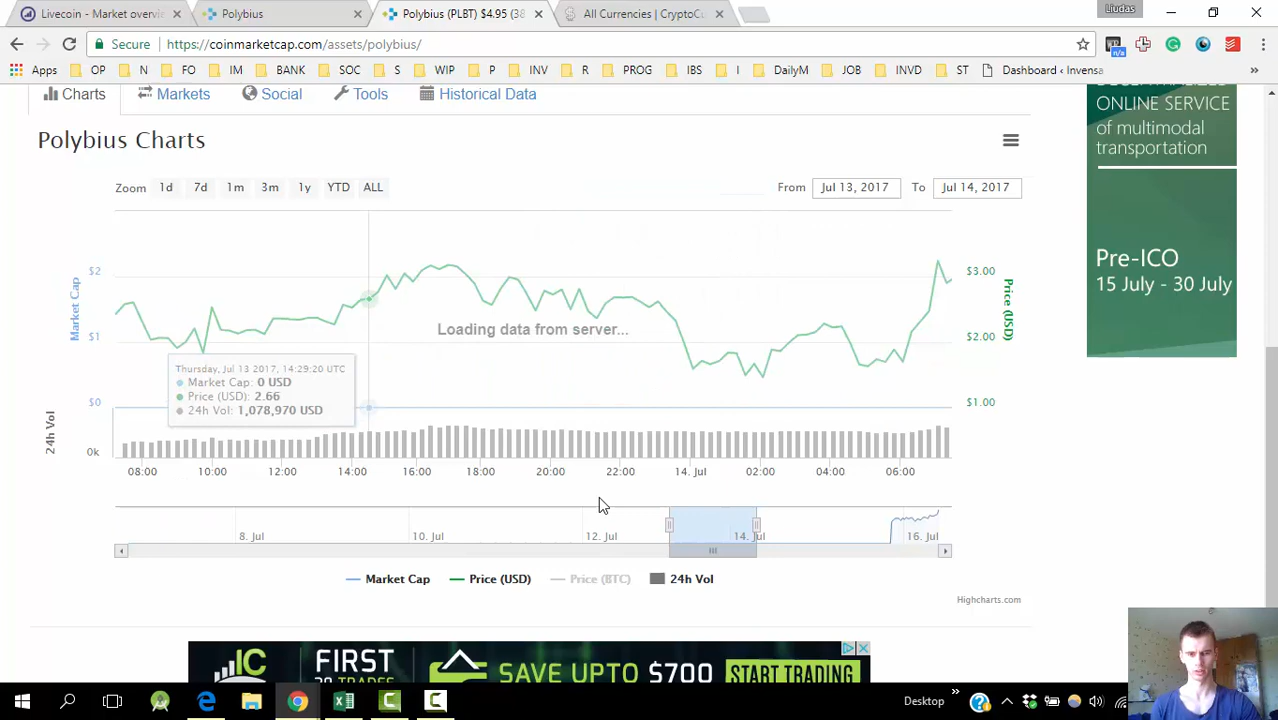 Livecoin - Market overvi
Polybius
Polybius (PLBT) $4.95 (38
All Currencies | CryptoCu
Liudas
Secure
https://coinmarketcap.com/assets/polybius/
n/a
Apps
OP
N
FO
IM
BANK
SOC
S
WIP
P
INV
R
PROG
IBS
I
DailyM
JOB
INVD
ST
Dashboard ‹ Invensa
»
Charts
Markets
Social
Tools
Historical Data
ONLINE SERVICE
of multimodal
transportation
Pre-ICO
15 July - 30 July
Polybius Charts
Zoom
1d
7d
1m
3m
1y
YTD
ALL
From
Jul 13, 2017
To
Jul 14, 2017
Market Cap
$2
$1
$0
$3.00
$2.00
$1.00
Price (USD)
Loading data from server...
Thursday, Jul 13 2017, 14:29:20 UTC
Market Cap: 0 USD
Price (USD): 2.66
24h Vol: 1,078,970 USD
24h Vol
0k
08:00
10:00
12:00
14:00
16:00
18:00
20:00
22:00
14. Jul
02:00
04:00
06:00
8. Jul
10. Jul
12. Jul
14. Jul
16. Jul
Market Cap
Price (USD)
Price (BTC)
24h Vol
Highcharts.com
IC
FIRST
SAVE UPTO $700
START TRADING
Desktop
»